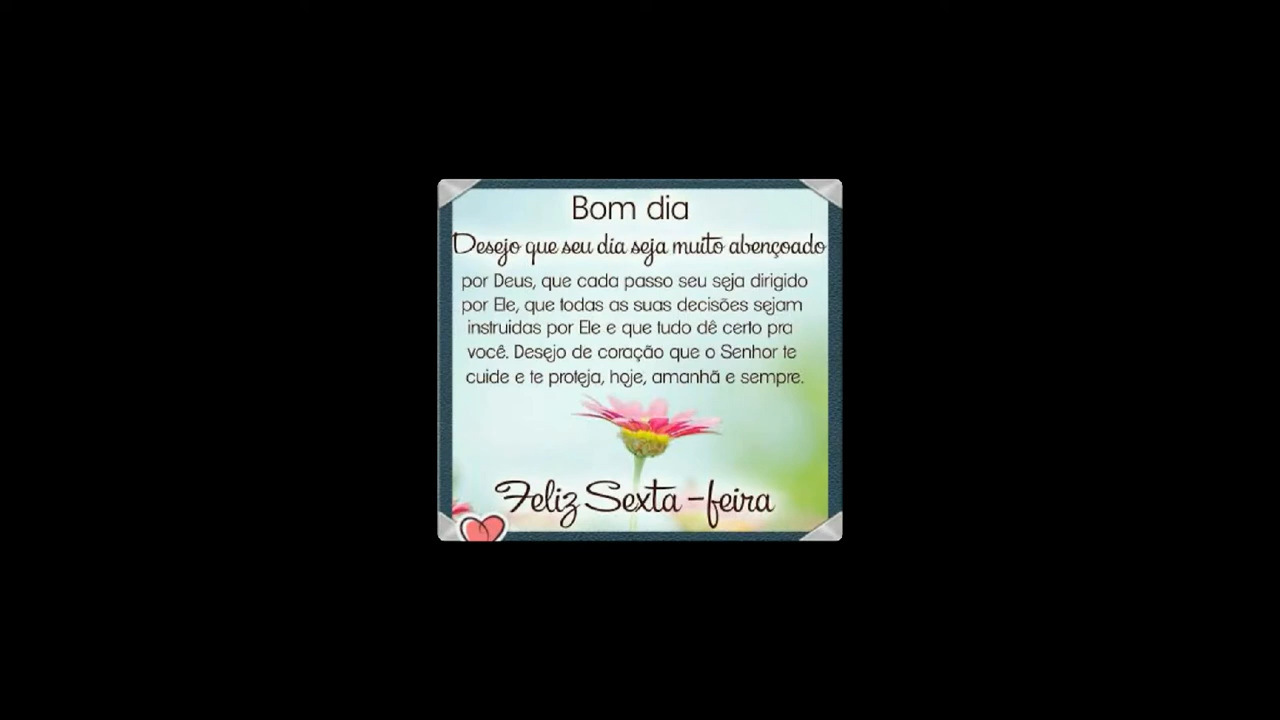 Bom dia
Desejo que seu dia seja muito abençoado
por Deus, que cada passo seu seja dirigido
por Ele, que todas as suas decisões sejam
instruidas por Ele e que tudo dê certo pra
você. Desejo de coração que o Senhor te
cuide e te proteja, hoje, amanhã e sempre.
Feliz Sexta-feira